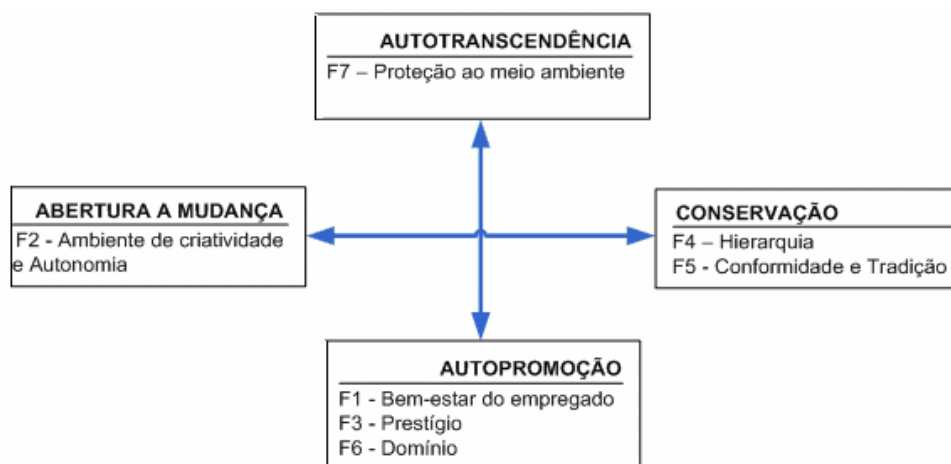 AUTOTRANSCENDÊNCIA
F7 – Proteção ao meio ambiente
ABERTURA A MUDANÇA
F2 - Ambiente de criatividade
e Autonomia
CONSERVAÇÃO
F4 – Hierarquia
F5 - Conformidade e Tradição
AUTOPROMOÇÃO
F1 - Bem-estar do empregado
F3 - Prestígio
F6 - Domínio